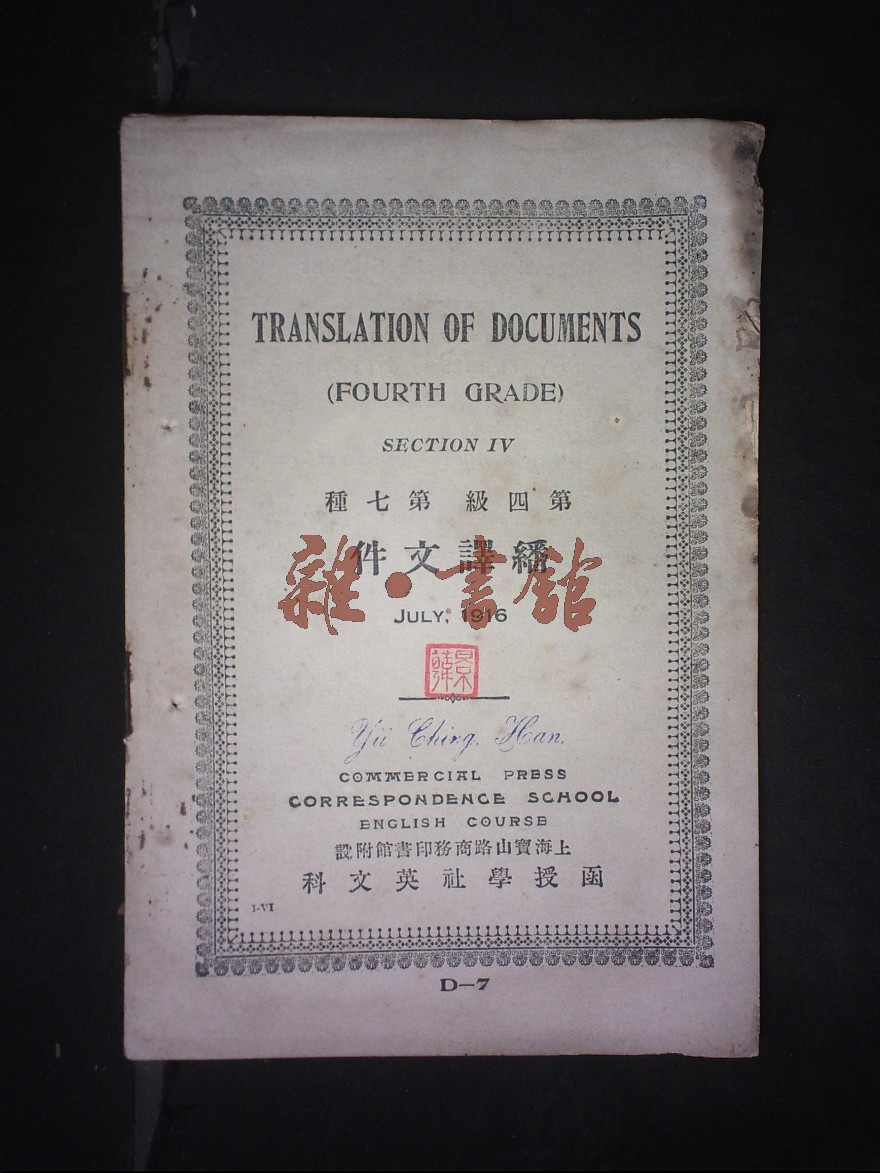 TRANSLATION OF DOCUMENTS
(FOURTH GRADE)
SECTION IV
第四級 第七種
繙譯文件
雜·書館
JULY, 1916
Yü Ching Han.
COMMERCIAL PRESS
CORRESPONDENCE SCHOOL
ENGLISH COURSE
上海寶山路商務印書館附設
函授學社英文科
I-VI
D—7